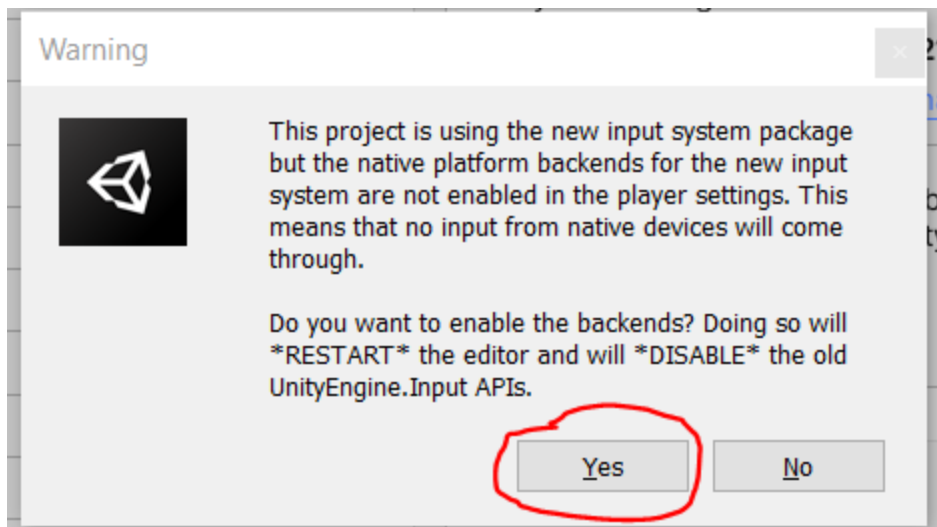 Warning
This project is using the new input system package
but the native platform backends for the new input
system are not enabled in the player settings. This
means that no input from native devices will come
through.
Do you want to enable the backends? Doing so will
*RESTART* the editor and will *DISABLE* the old
UnityEngine.Input APIs.
Yes No